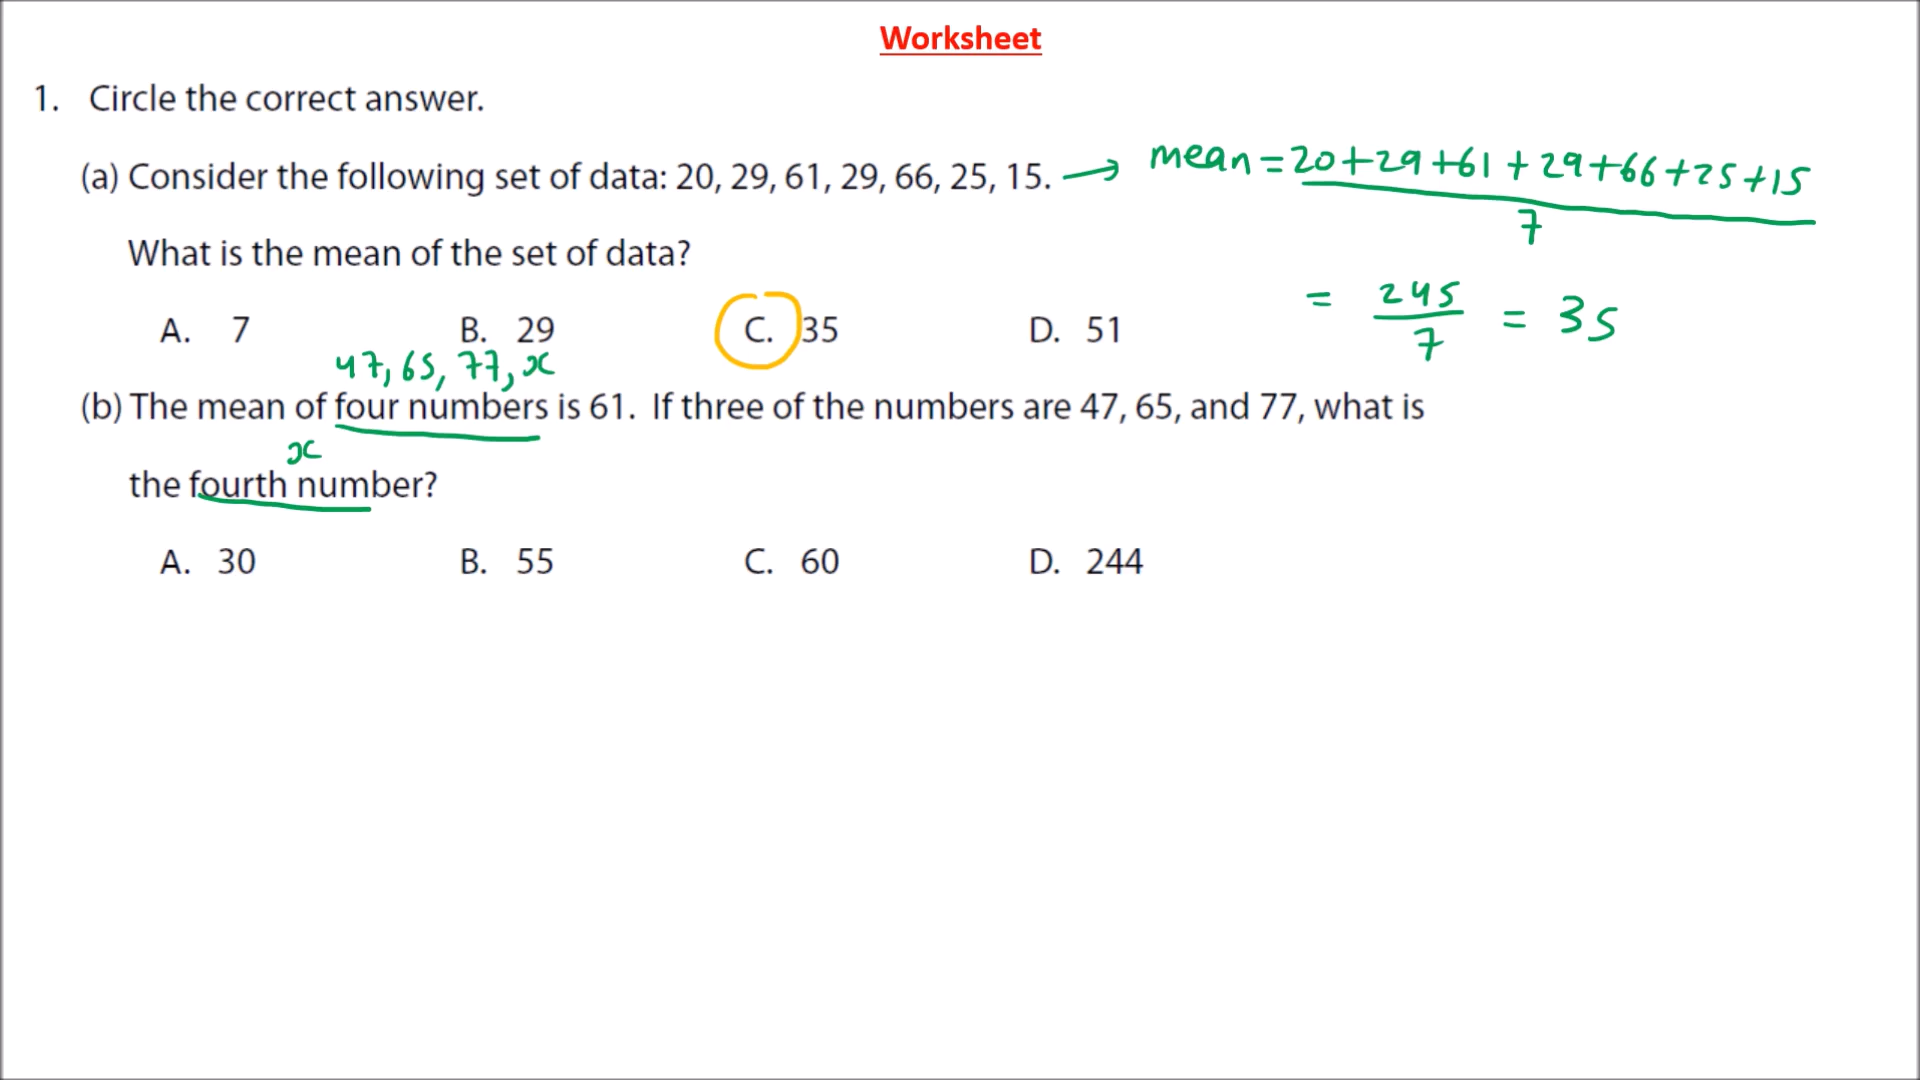 Worksheet
1. Circle the correct answer.
(a) Consider the following set of data: 20, 29, 61, 29, 66, 25, 15. → mean = 20+29+61+29+66+25+15
7
What is the mean of the set of data?
= 245/7 = 35
A. 7 B. 29 C. 35 D. 51
47, 65, 77, x
(b) The mean of four numbers is 61. If three of the numbers are 47, 65, and 77, what is
x
the fourth number?
A. 30 B. 55 C. 60 D. 244